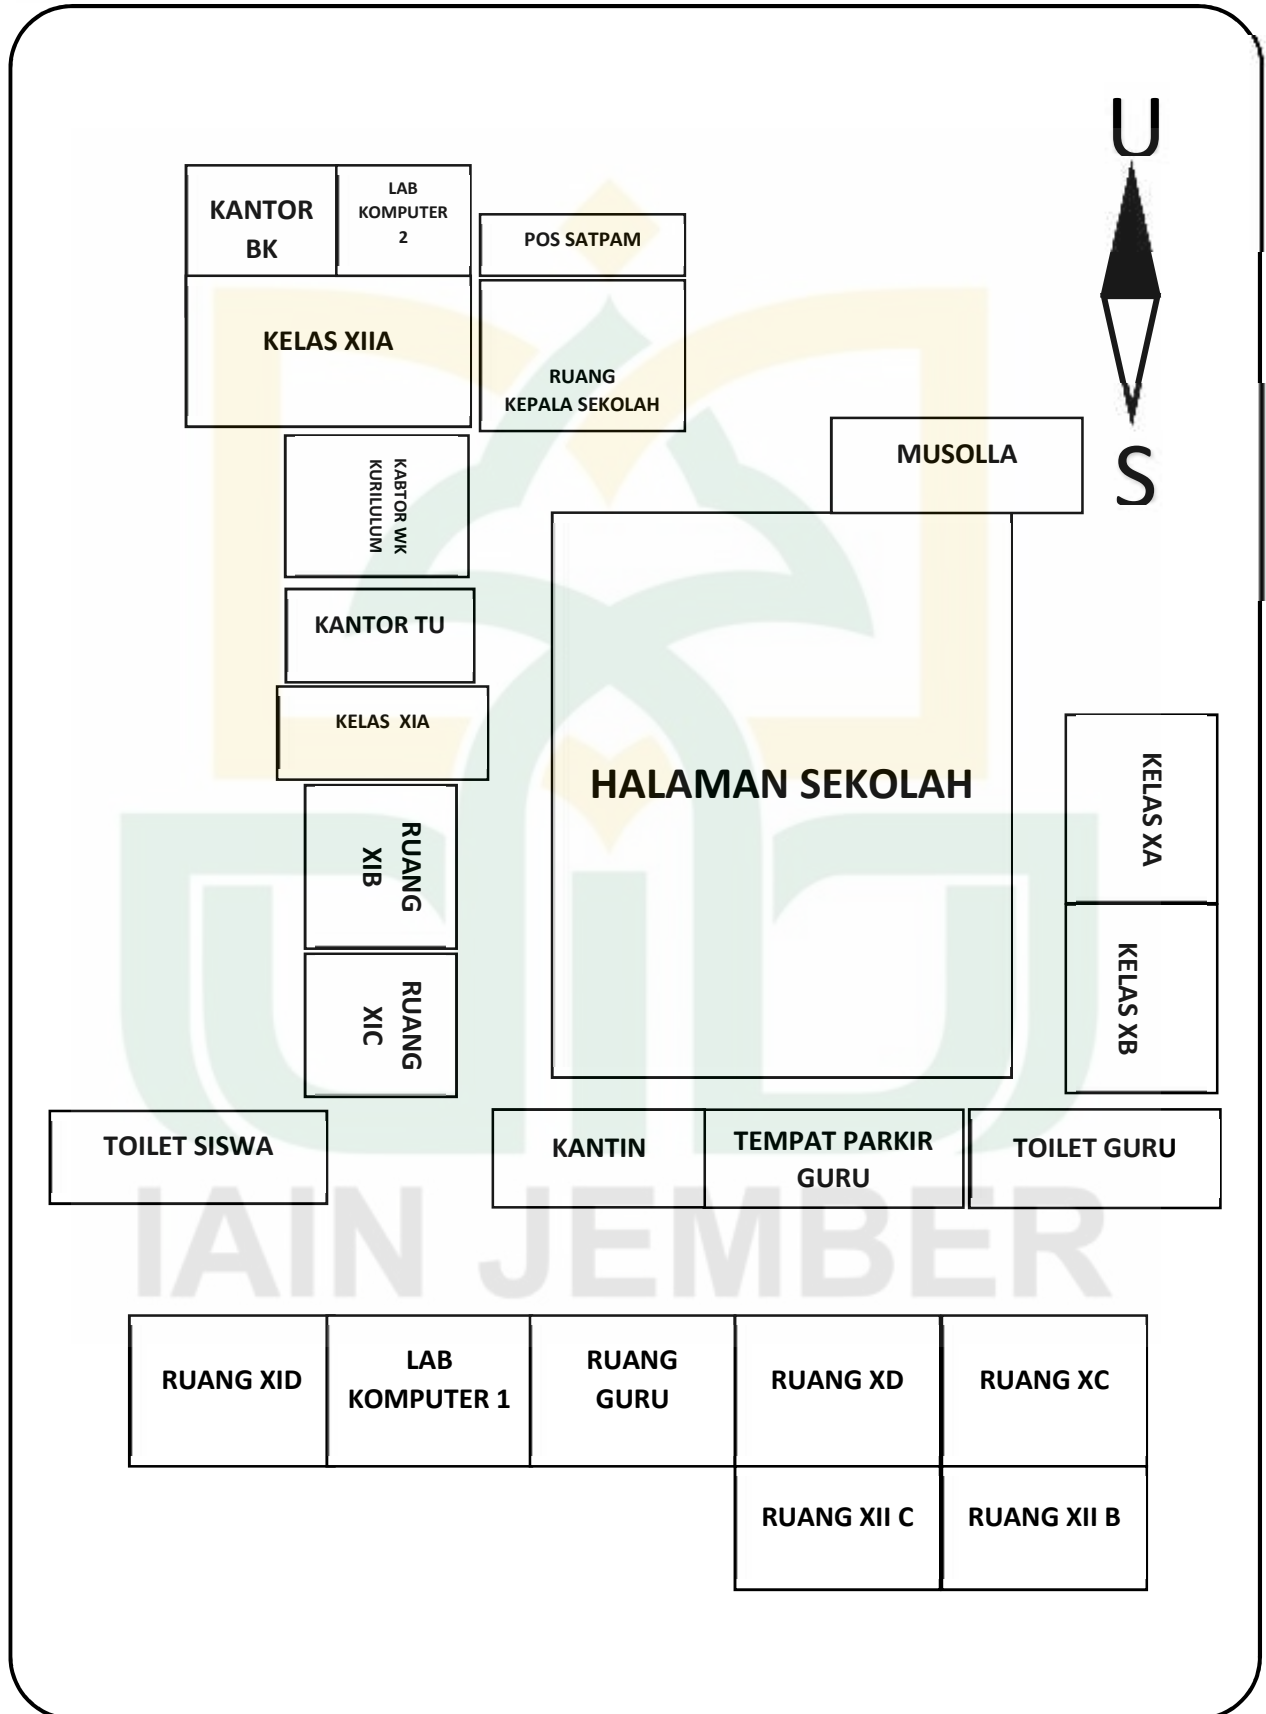 U
KANTOR
BK
LAB
KOMPUTER
2
POS SATPAM
KELAS XIIA
RUANG
KEPALA SEKOLAH
MUSOLLA
S
KABTOR WK
KURILULUM
KANTOR TU
KELAS XIA
HALAMAN SEKOLAH
KELAS XA
RUANG
XIB
KELAS XB
RUANG
XIC
TOILET SISWA
KANTIN
TEMPAT PARKIR
GURU
TOILET GURU
IAIN JEMBER
RUANG XID
LAB
KOMPUTER 1
RUANG
GURU
RUANG XD
RUANG XC
RUANG XII C
RUANG XII B